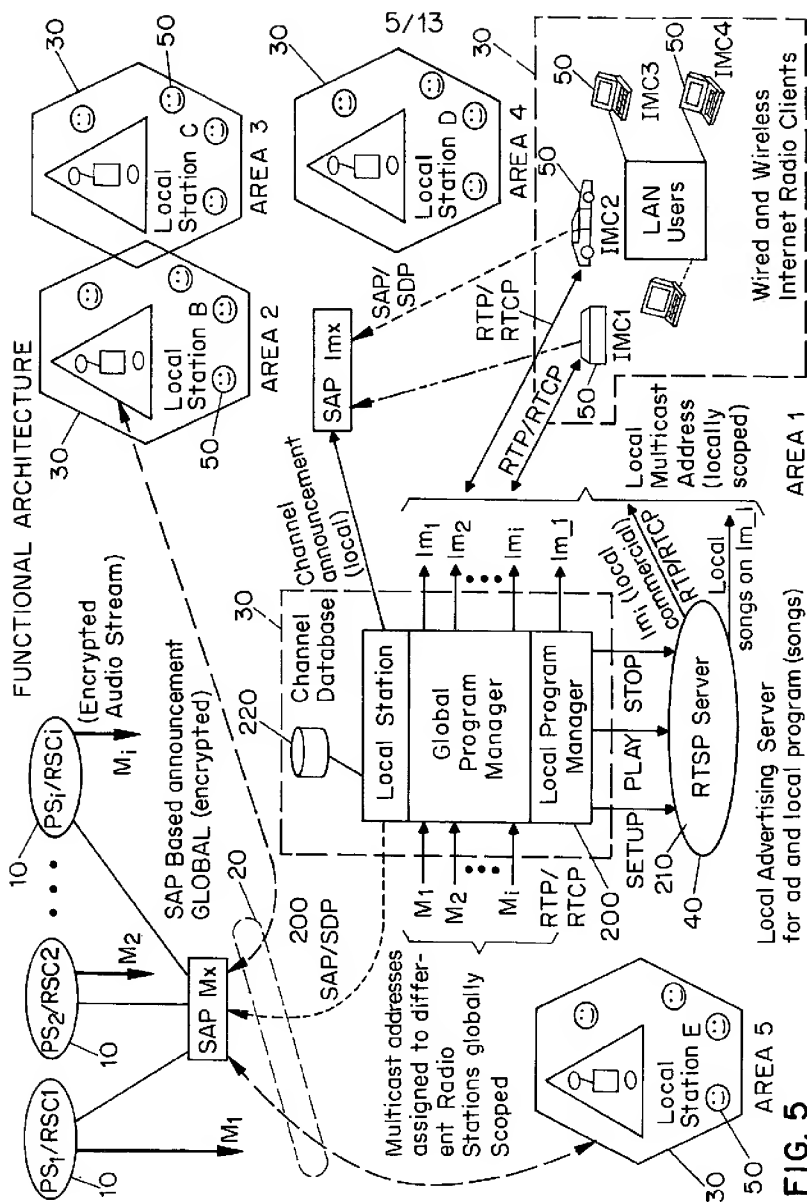 5/13
FUNCTIONAL ARCHITECTURE
PS1/RSC1
PS2/RSC2
PSi/RSCi
10
10
10
M1
M2
Mi
(Encrypted
Audio Stream)
SAP Mx
SAP Based announcement
GLOBAL (encrypted)
20
200
SAP/SDP
30
Local
Station B
50
AREA 2
30
50
Local
Station C
AREA 3
30
Local
Station D
AREA 4
220
Channel
Database
30
Channel
announcement
(local)
SAP lmx
SAP/
SDP
Local Station
Global
Program
Manager
Local Program
Manager
M1
M2
Mi
RTP/
RTCP
200
lm1
lm2
lmi
lm_1
Multicast addresses
assigned to differ-
ent Radio
Stations globally
Scoped
SETUP
PLAY
STOP
RTSP Server
210
40
Local Advertising Server
for ad and local program (songs)
lmi (local
commercial)
RTP/RTCP
Local
songs on lm_l
Local
Multicast
Address
(locally
scoped)
RTP/
RTCP
RTP/RTCP
30
50
IMC1
50
IMC2
50
IMC3
50
IMC4
LAN
Users
Wired and Wireless
Internet Radio Clients
AREA 1
Local
Station E
AREA 5
30
50
FIG. 5